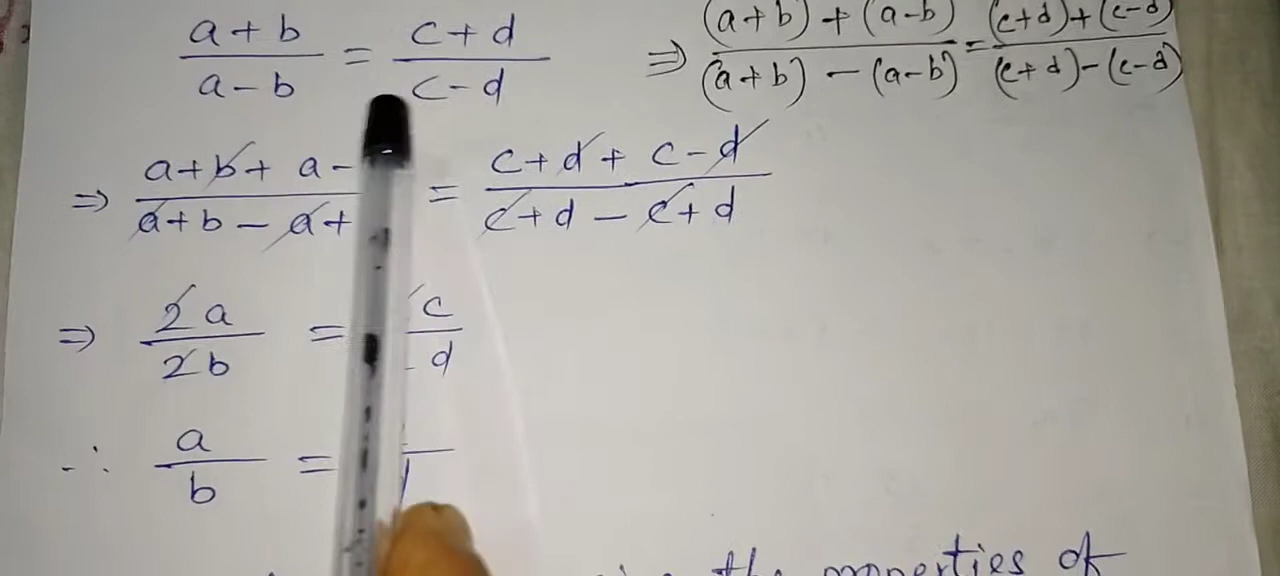 (a+b)/(a-b) = (c+d)/(c-d) ⇒ ((a+b)+(a-b))/((a+b)-(a-b)) = ((c+d)+(c-d))/((c+d)-(c-d))
⇒ (a+b+a-)/(a+b-a+) = (c+d+c-d)/(c+d-c+d)
⇒ 2a/2b = c/d
∴ a/b =
the properties of